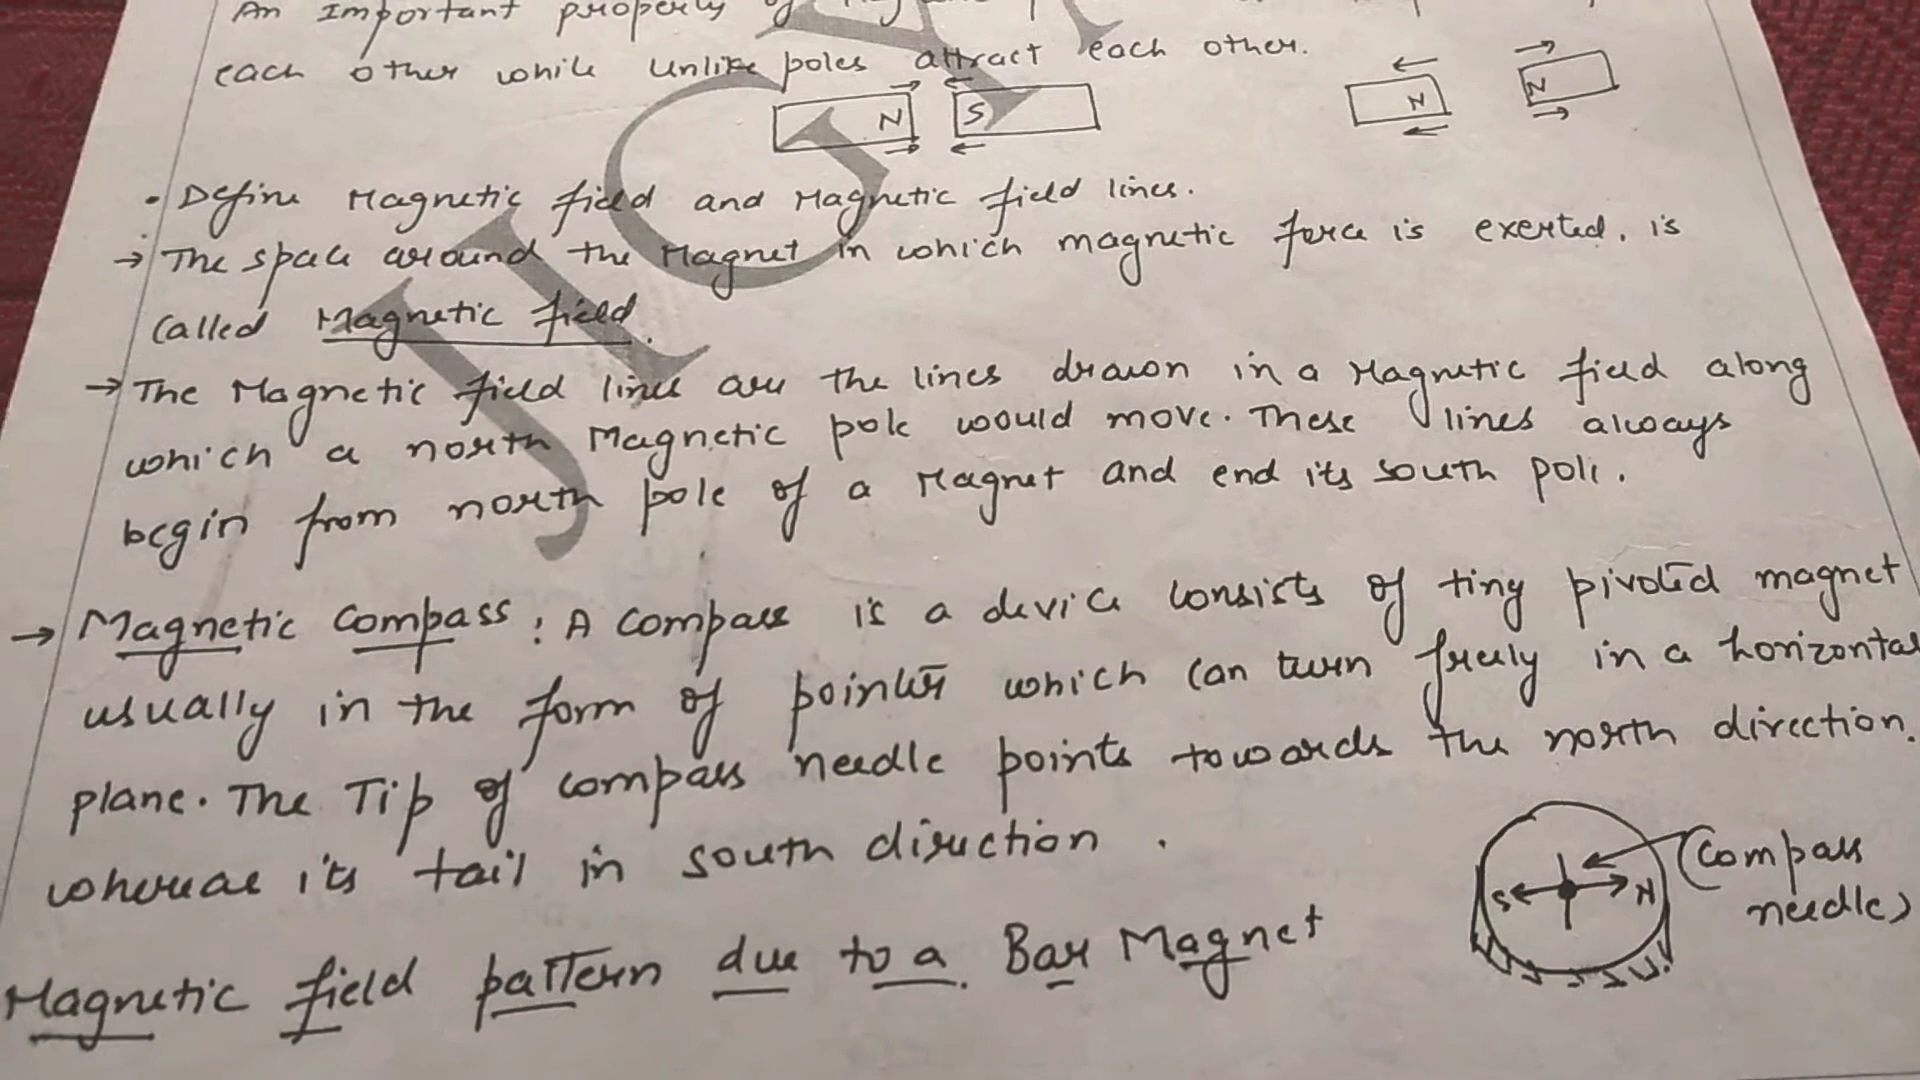 An Important property of
each other while Unlike poles attract each other.
N S N N
• Define Magnetic field and Magnetic field lines.
→ The space around the Magnet in which magnetic force is exerted, is
called Magnetic field.
→ The Magnetic field lines are the lines drawn in a Magnetic field along
which a north Magnetic pole would move. These lines always
begin from north pole of a Magnet and end its south pole.
→ Magnetic Compass : A Compass is a device consists of tiny pivoted magnet
usually in the form of pointer which can turn freely in a horizontal
plane. The Tip of compass needle points towards the north direction.
whereas its tail in south direction.
S N
(Compass
needle)
Magnetic field pattern due to a Bar Magnet
JIGY